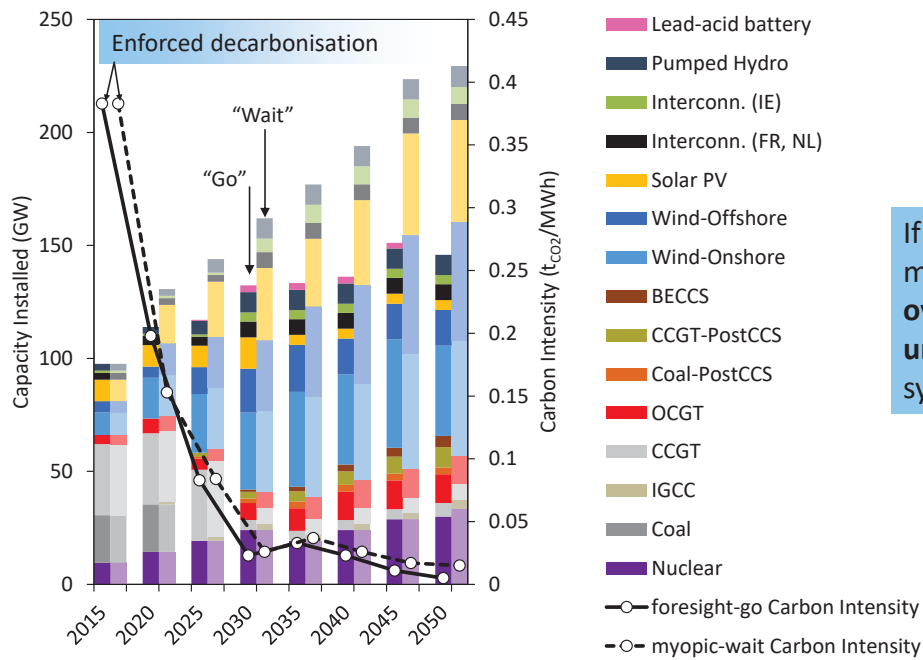 250
200
150
100
50
0
Capacity Installed (GW)
Enforced decarbonisation
"Wait"
"Go"
0.45
0.4
0.35
0.3
0.25
0.2
0.15
0.1
0.05
0
Carbon Intensity (tCO2/MWh)
2015
2020
2025
2030
2035
2040
2045
2050
Lead-acid battery
Pumped Hydro
Interconn. (IE)
Interconn. (FR, NL)
Solar PV
Wind-Offshore
Wind-Onshore
BECCS
CCGT-PostCCS
Coal-PostCCS
OCGT
CCGT
IGCC
Coal
Nuclear
foresight-go Carbon Intensity
myopic-wait Carbon Intensity
If